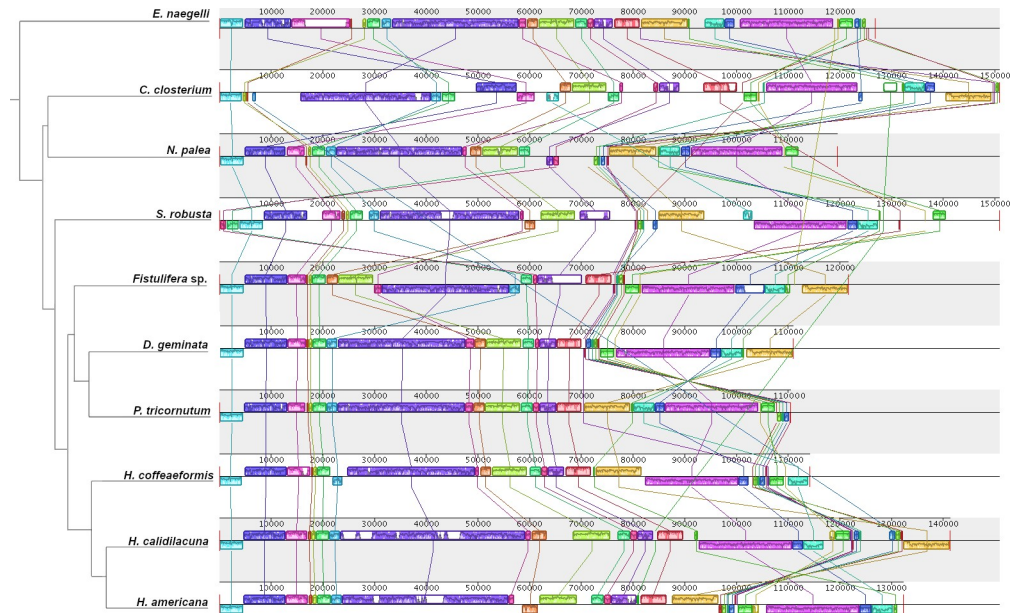 E. naegelli
10000 20000 30000 40000 50000 60000 70000 80000 90000 100000 110000 120000
C. closterium
10000 20000 30000 40000 50000 60000 70000 80000 90000 100000 110000 120000 130000 140000 150000
N. palea
10000 20000 30000 40000 50000 60000 70000 80000 90000 100000 110000
S. robusta
10000 20000 30000 40000 50000 60000 70000 80000 90000 100000 110000 120000 130000 140000 150000
Fistulifera sp.
10000 20000 30000 40000 50000 60000 70000 80000 90000 100000 110000 120000
D. geminata
10000 20000 30000 40000 50000 60000 70000 80000 90000 100000 110000
P. tricornutum
10000 20000 30000 40000 50000 60000 70000 80000 90000 100000 110000
H. coffeaeformis
10000 20000 30000 40000 50000 60000 70000 80000 90000 100000 110000
H. calidilacuna
10000 20000 30000 40000 50000 60000 70000 80000 90000 100000 110000 120000 130000 140000
H. americana
10000 20000 30000 40000 50000 60000 70000 80000 90000 100000 110000 120000 130000